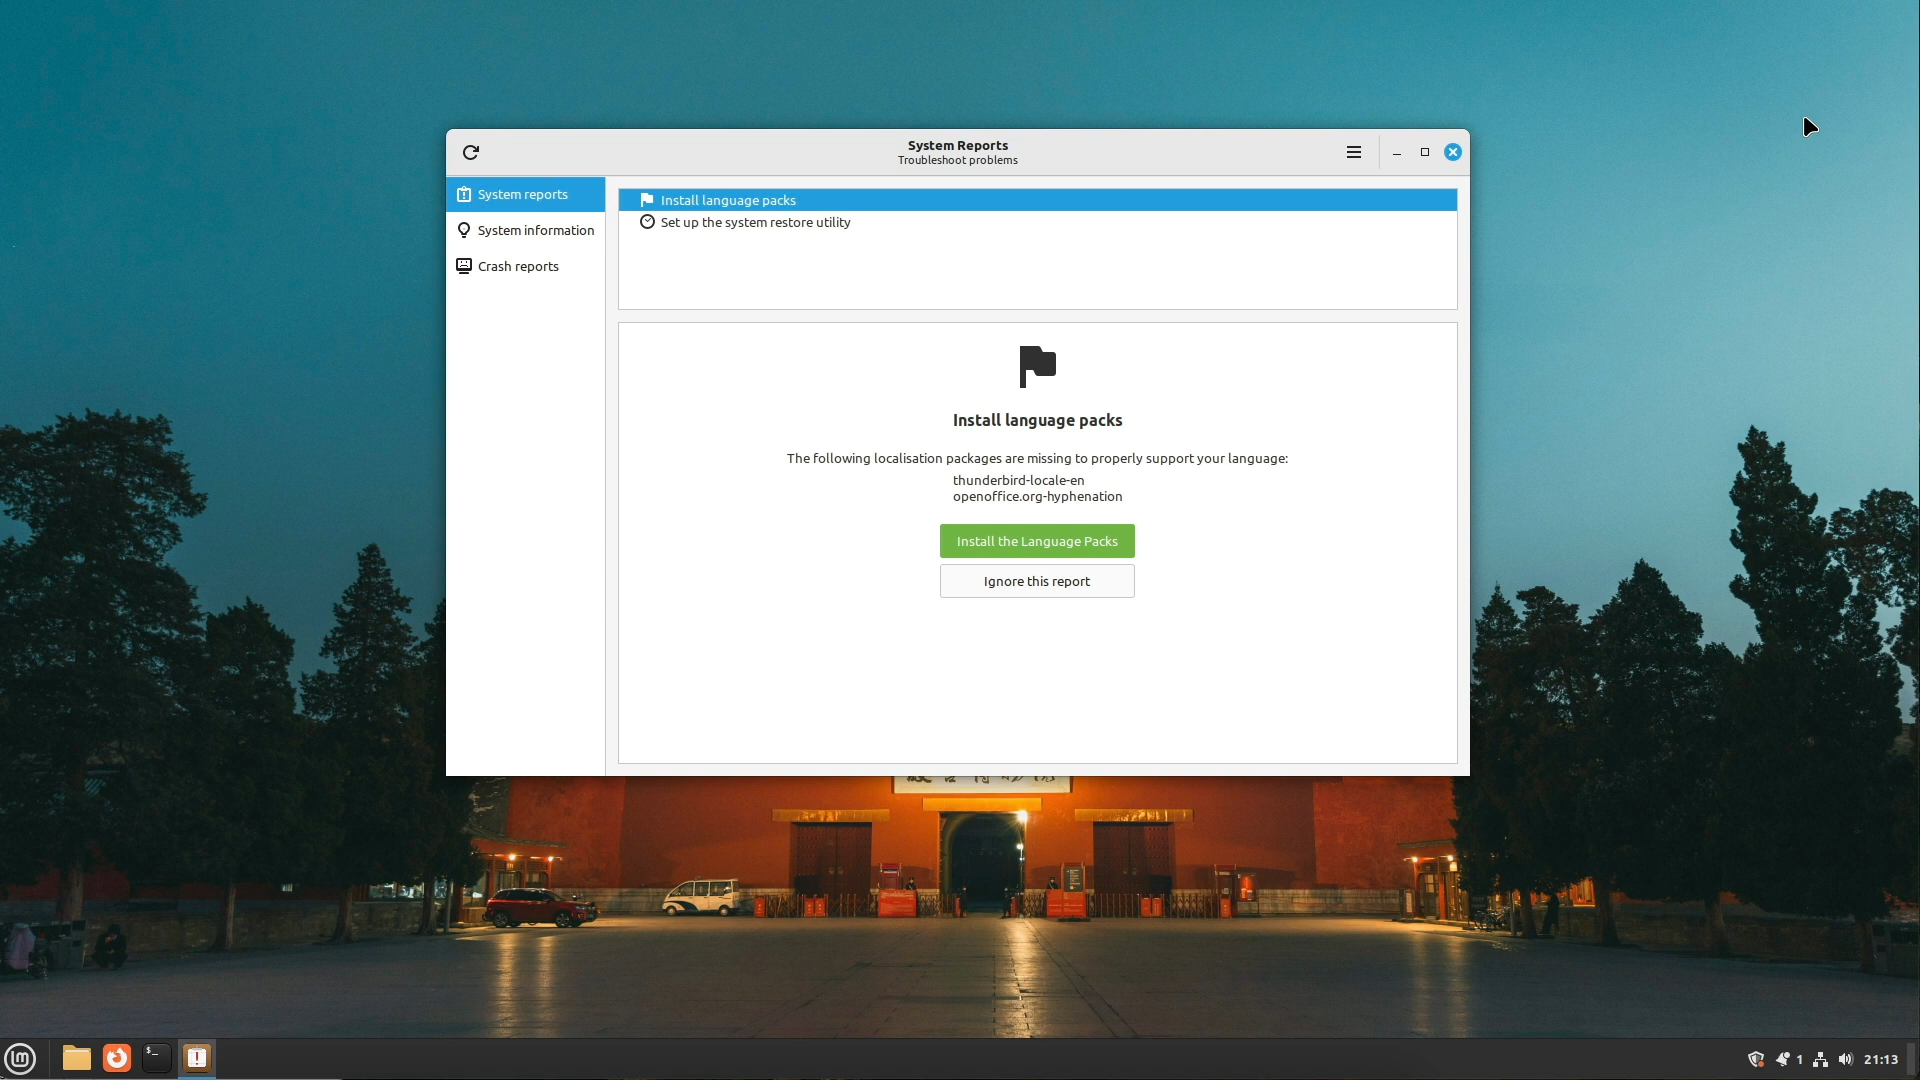 System Reports
Troubleshoot problems
System reports
System information
Crash reports
Install language packs
Set up the system restore utility
Install language packs
The following localisation packages are missing to properly support your language:
thunderbird-locale-en
openoffice.org-hyphenation
Install the Language Packs
Ignore this report
lm
$_
!
1
21:13